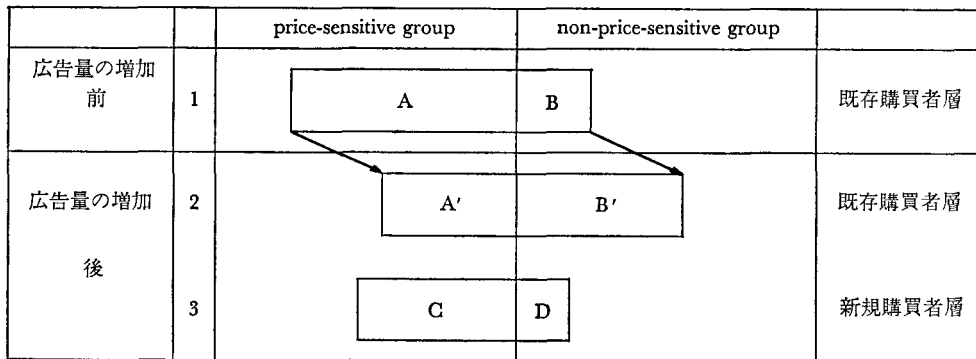 price-sensitive group non-price-sensitive group
広告量の増加
前 1 A B 既存購買者層
広告量の増加 2 A′ B′ 既存購買者層
後
3 C D 新規購買者層